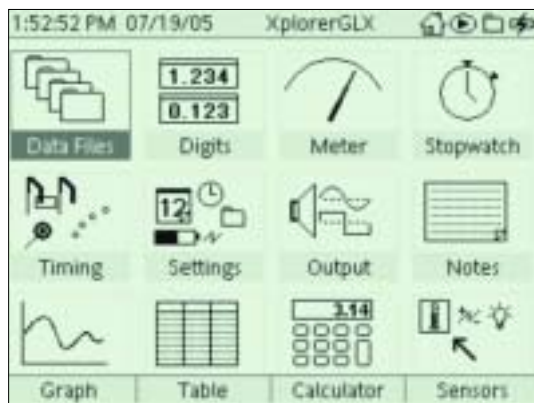 1:52:52 PM 07/19/05 XplorerGLX
1.234
0.123
Data Files Digits Meter Stopwatch
12
Timing Settings Output Notes
3.14
Graph Table Calculator Sensors